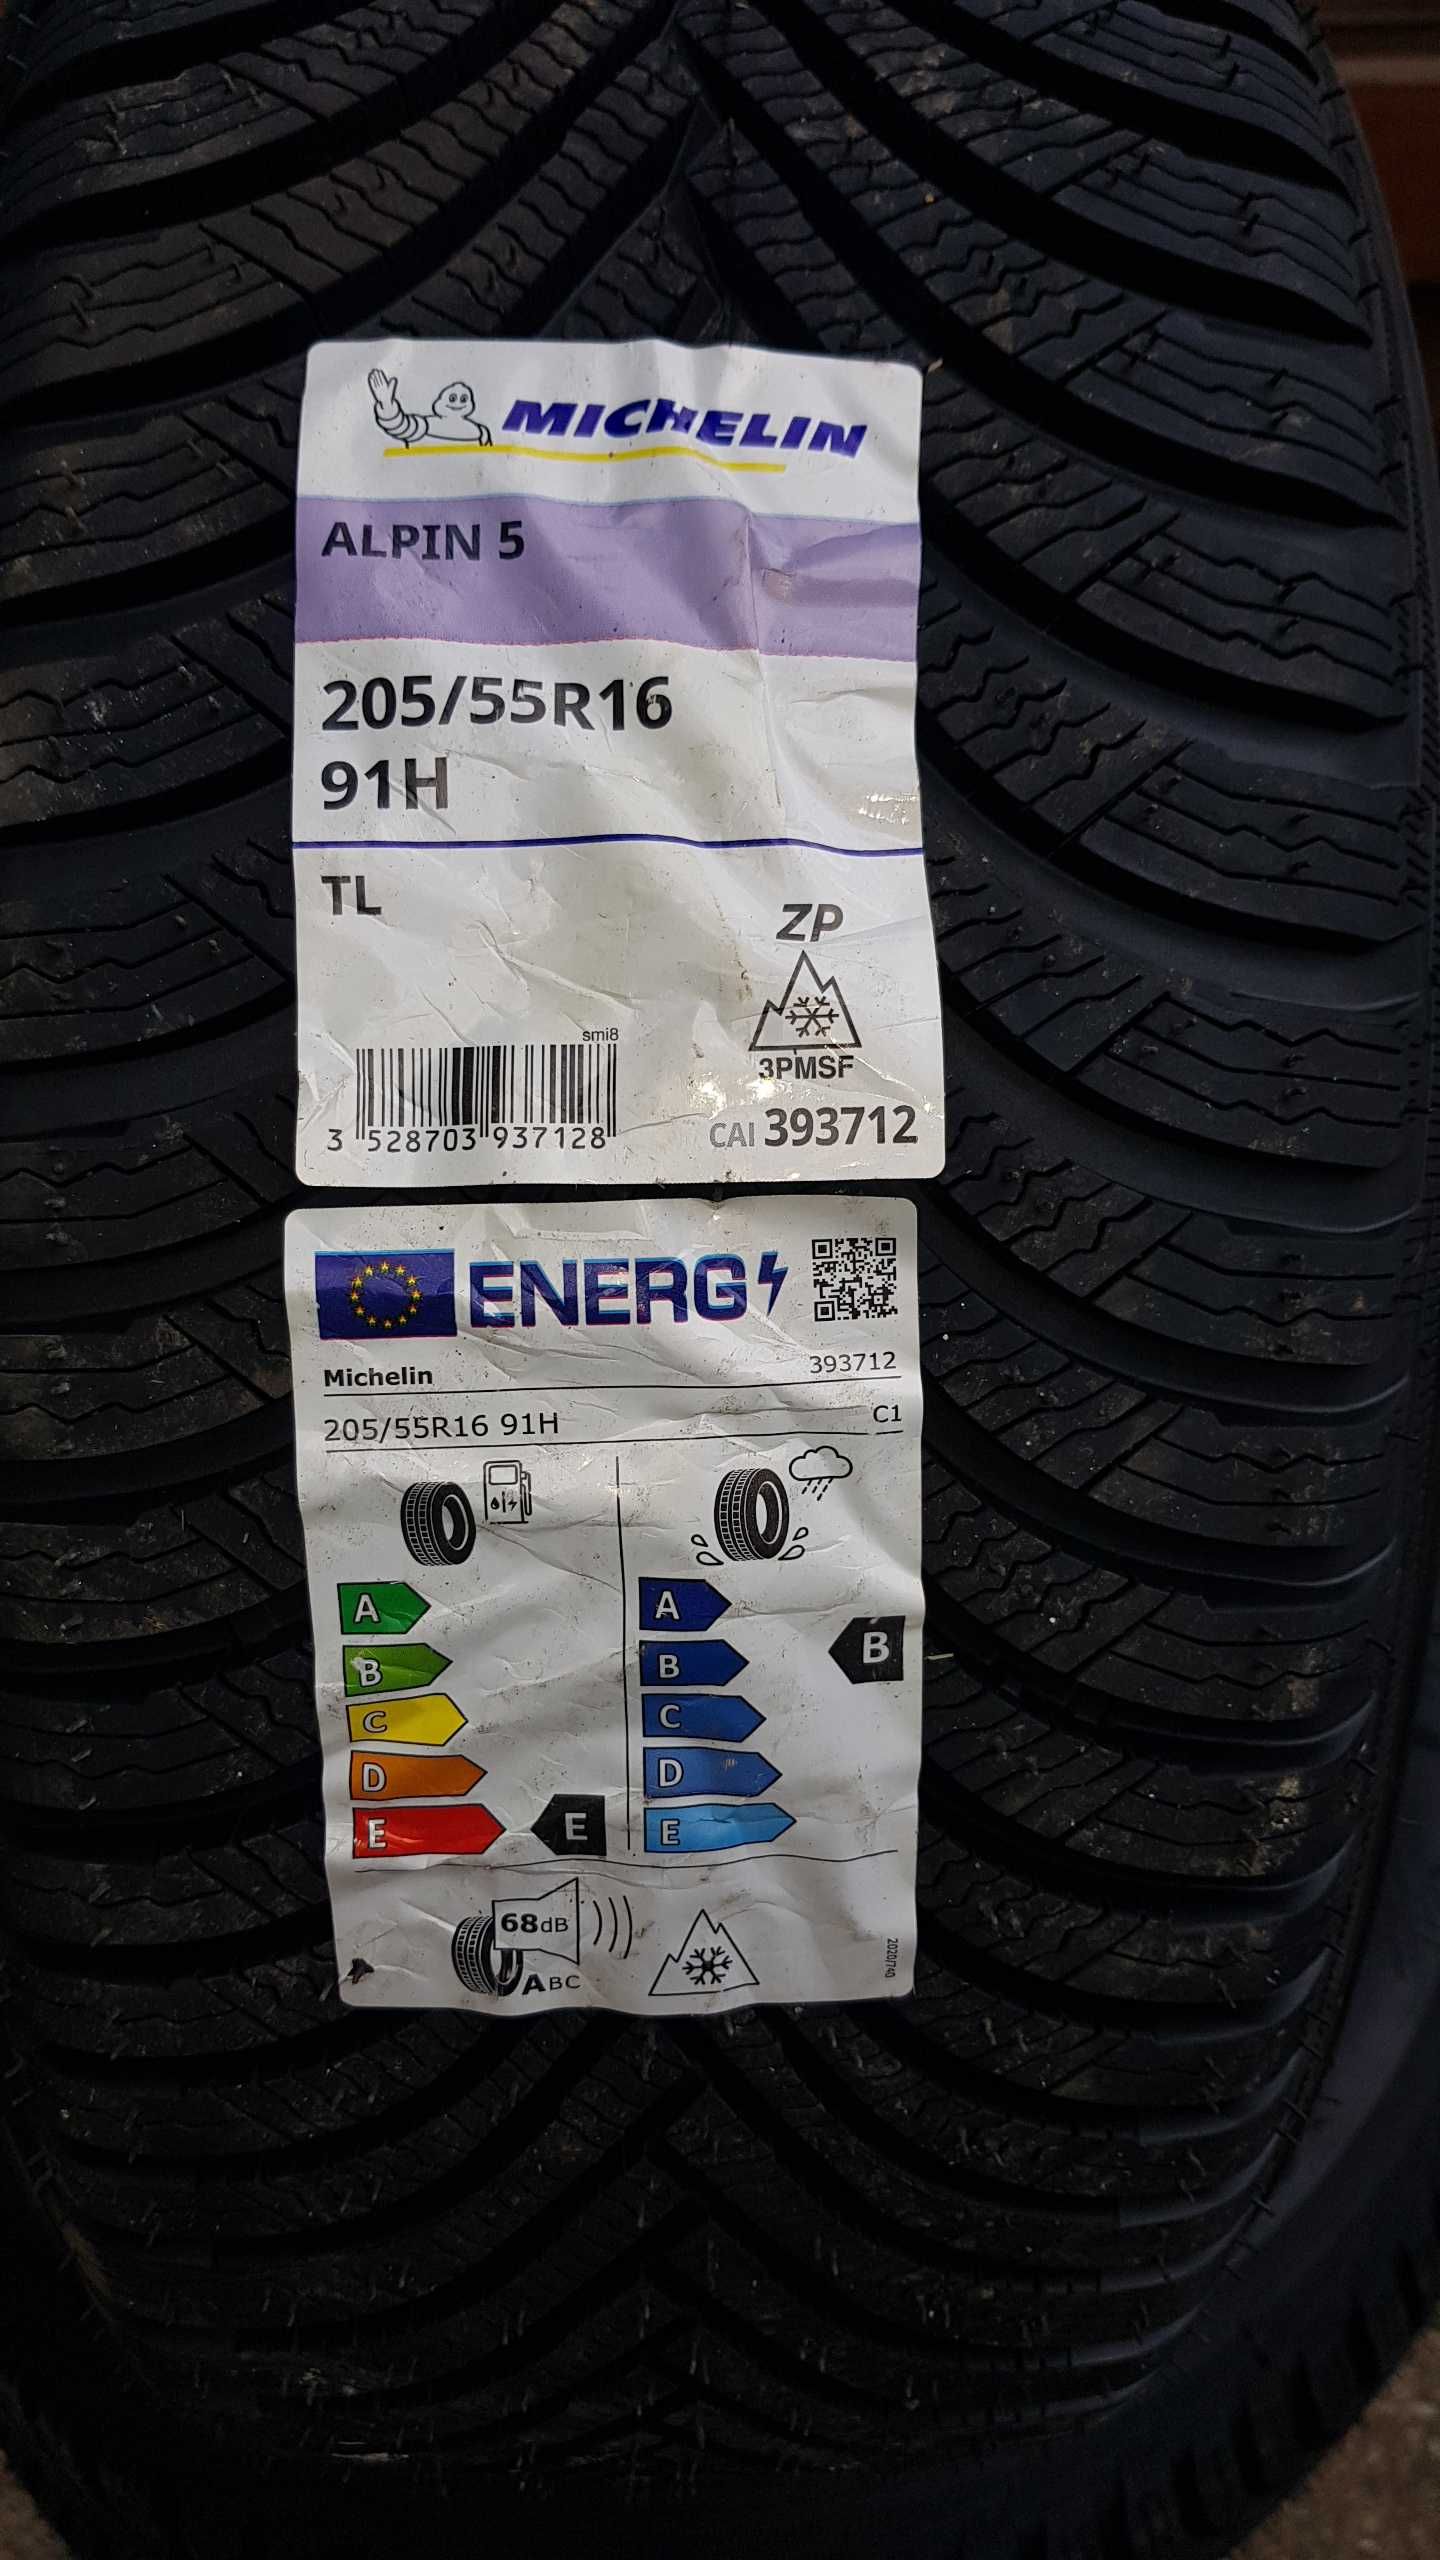 MICHELIN
ALPIN 5
205/55R16
91H
TL
ZP
3PMSF
smi8
3 528703 937128
CAI 393712
ENERG
Michelin 393712
205/55R16 91H C1
A A
B B B
C C
D D
E E E
68dB
ABC
2020/740